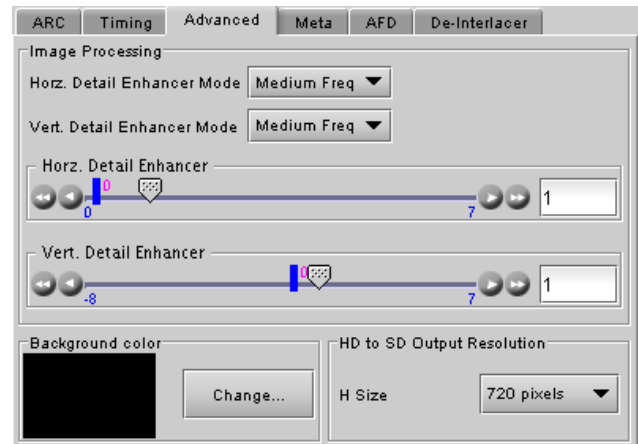 ARC Timing Advanced Meta AFD De-Interlacer
Image Processing
Horz. Detail Enhancer Mode Medium Freq
Vert. Detail Enhancer Mode Medium Freq
Horz. Detail Enhancer
0
0 7 1
Vert. Detail Enhancer
0
-8 7 1
Background color HD to SD Output Resolution
Change... H Size 720 pixels